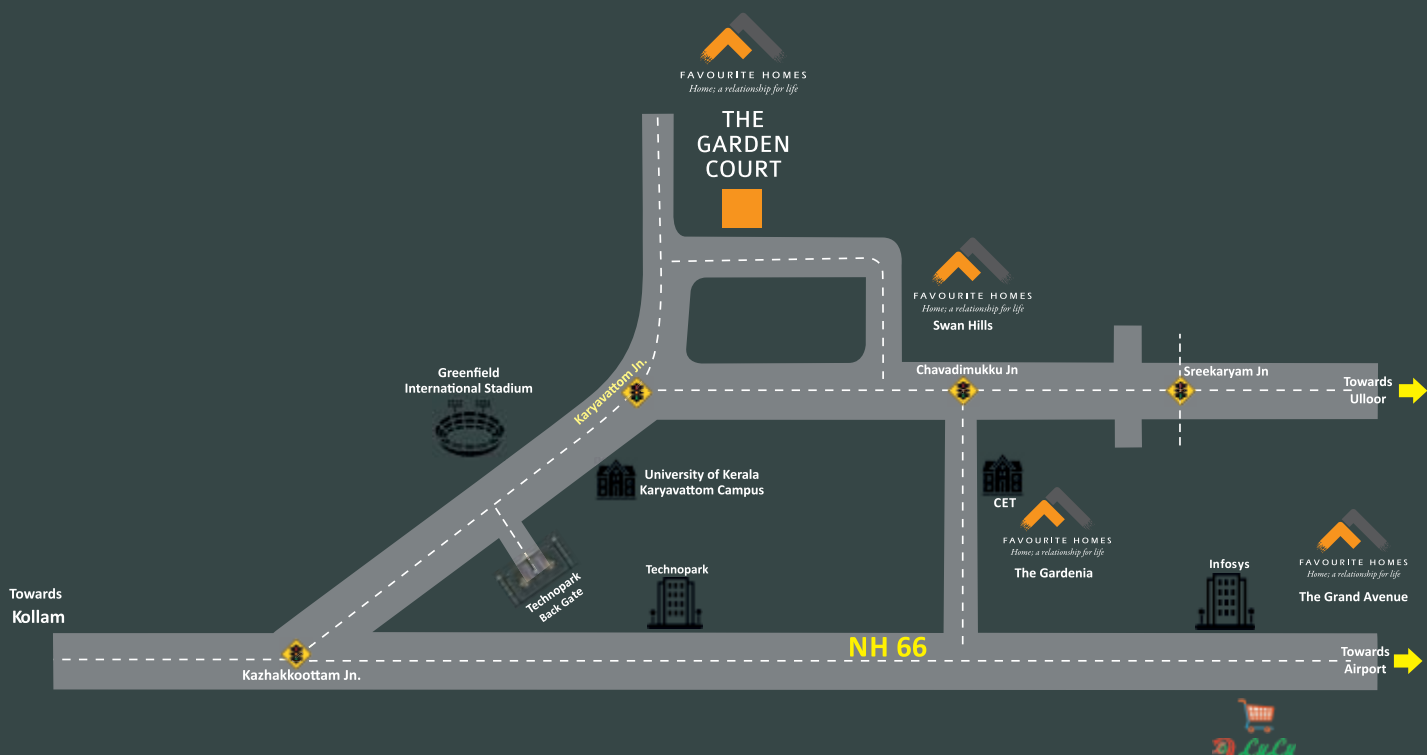 FAVOURITE HOMES
Home; a relationship for life
THE
GARDEN
COURT
FAVOURITE HOMES
Home; a relationship for life
Swan Hills
Greenfield
International Stadium
Karyavattom Jn.
Chavadimukku Jn
Sreekaryam Jn
Towards
Ulloor
University of Kerala
Karyavattom Campus
CET
FAVOURITE HOMES
Home; a relationship for life
The Gardenia
Technopark
Back Gate
Technopark
Infosys
FAVOURITE HOMES
Home; a relationship for life
The Grand Avenue
Towards
Kollam
NH 66
Kazhakkoottam Jn.
Towards
Airport